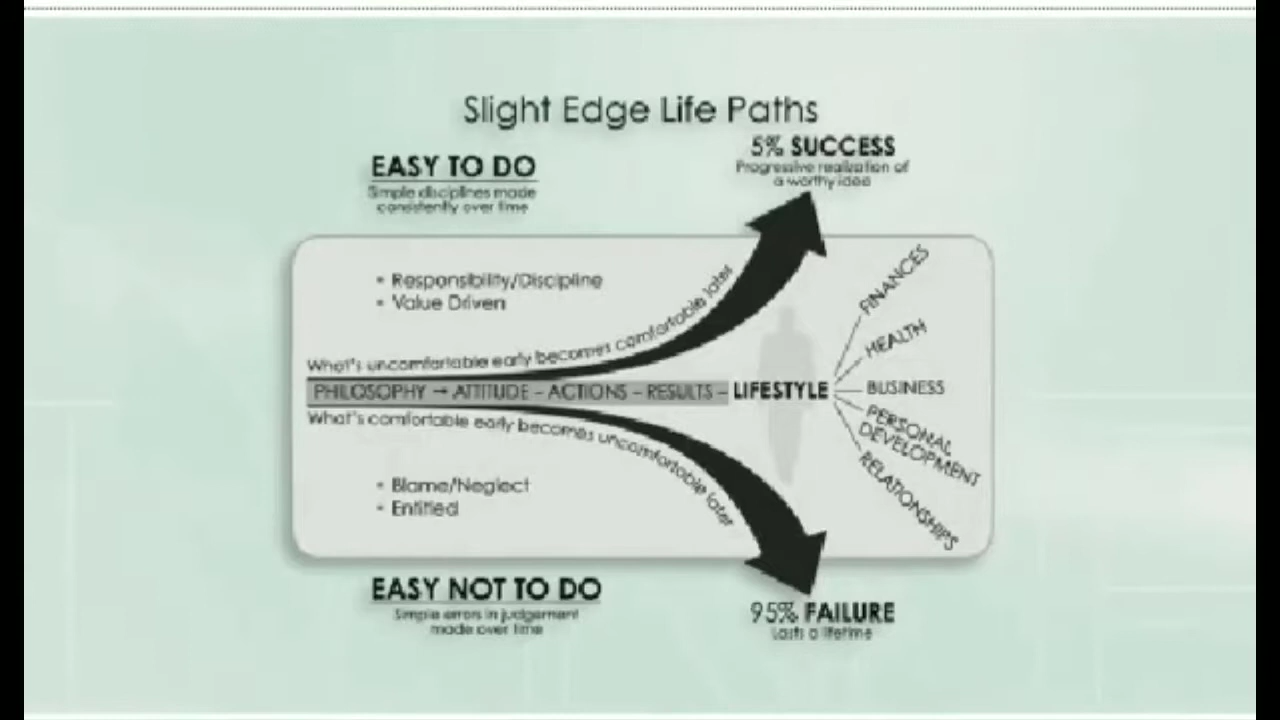 Slight Edge Life Paths
5% SUCCESS
Progressive realization of
a worthy idea
EASY TO DO
Simple disciplines made
consistently over time
• Responsibility/Discipline
• Value Driven
What's uncomfortable early becomes comfortable later
PHILOSOPHY → ATTITUDE – ACTIONS – RESULTS – LIFESTYLE
What's comfortable early becomes uncomfortable later
FINANCES
HEALTH
BUSINESS
PERSONAL
DEVELOPMENT
RELATIONSHIPS
• Blame/Neglect
• Entitled
EASY NOT TO DO
Simple errors in judgement
made over time
95% FAILURE
Lasts a lifetime